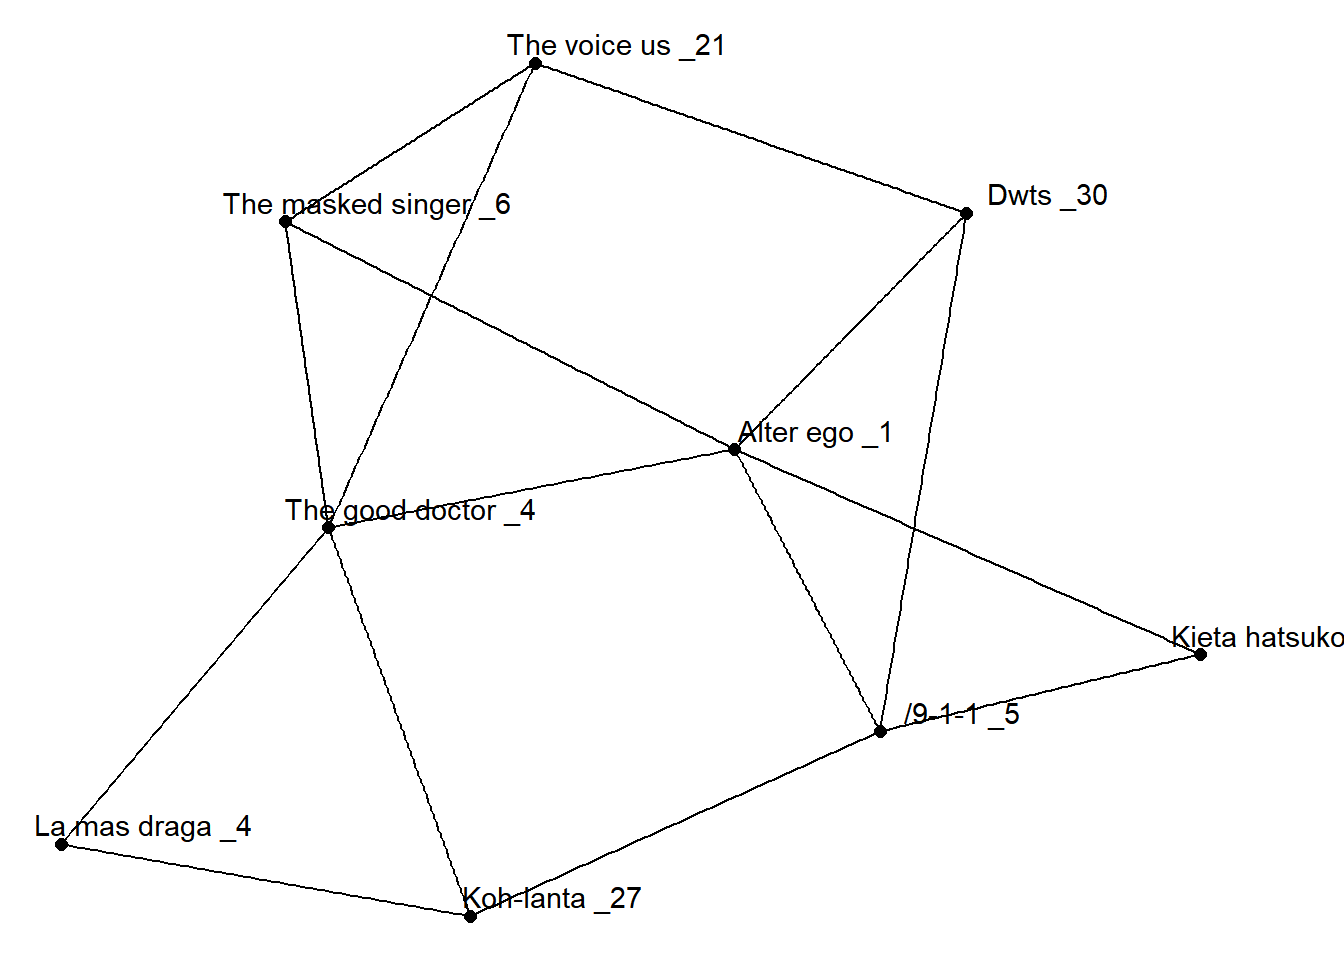 The voice us _21
Dwts _30
The masked singer _6
Alter ego _1
The good doctor _4
Kieta hatsuko
/9-1-1 _5
La mas draga _4
Koh-lanta _27